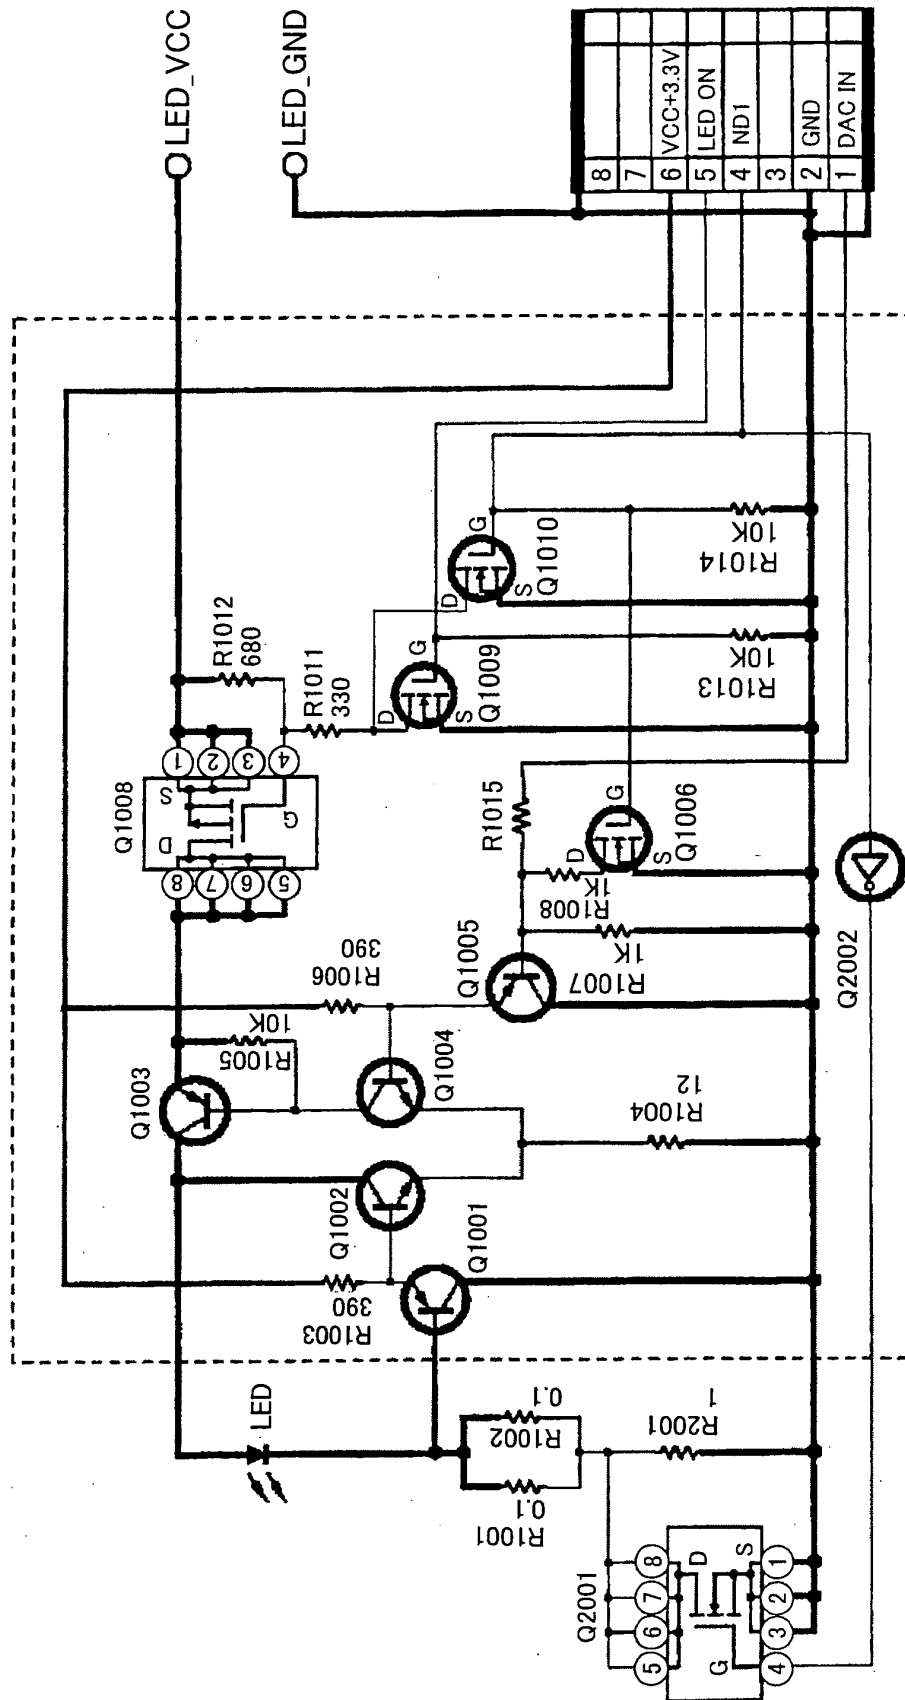 LED_VCC
LED_GND
8
7
6 VCC+3.3V
5 LED ON
4 ND1
3
2 GND
1 DAC IN
R1012
680
R1011
330
G
D
S
Q1010
10K
R1014
G
D
S
Q1009
10K
R1013
Q1008
1
2
3
4
S
D
G
8
7
6
5
R1015
G
D
S
Q1006
1K
R1008
1K
R1007
Q1005
390
R1006
10K
R1005
Q1003
Q1004
12
R1004
Q2002
Q1002
Q1001
390
R1003
LED
0.1
R1002
0.1
R1001
1
R2001
Q2001
8
7
6
5
D
S
G
1
2
3
4